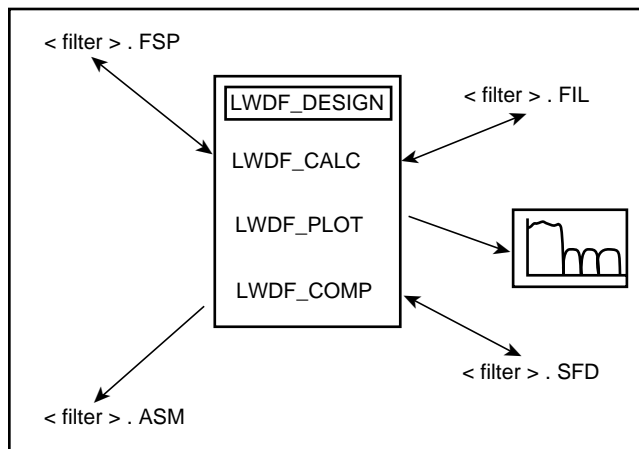 < filter > . FSP
LWDF_DESIGN
< filter > . FIL
LWDF_CALC
LWDF_PLOT
LWDF_COMP
< filter > . SFD
< filter > . ASM